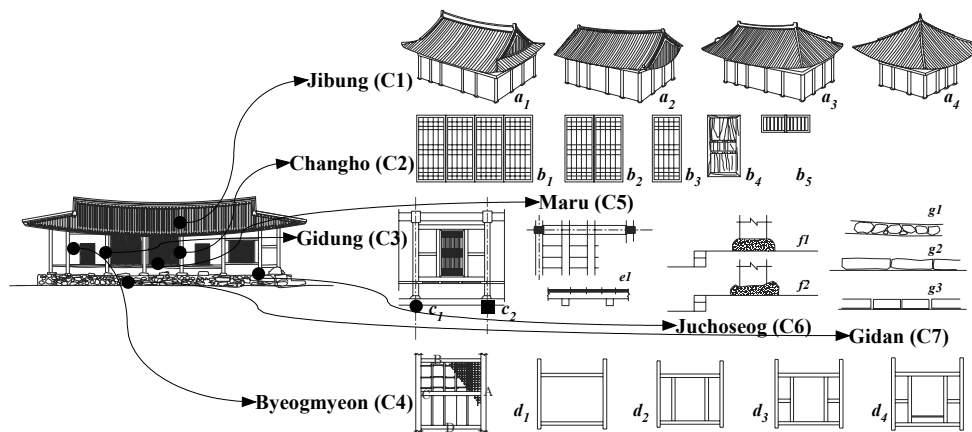 Jibung (C1)
a1
a2
a3
a4
Changho (C2)
b1
b2
b3
b4
b5
Maru (C5)
Gidung (C3)
e1
f1
f2
g1
g2
g3
c1
c2
Juchoseog (C6)
Gidan (C7)
Byeogmyeon (C4)
B
A
C
D
d1
d2
d3
d4